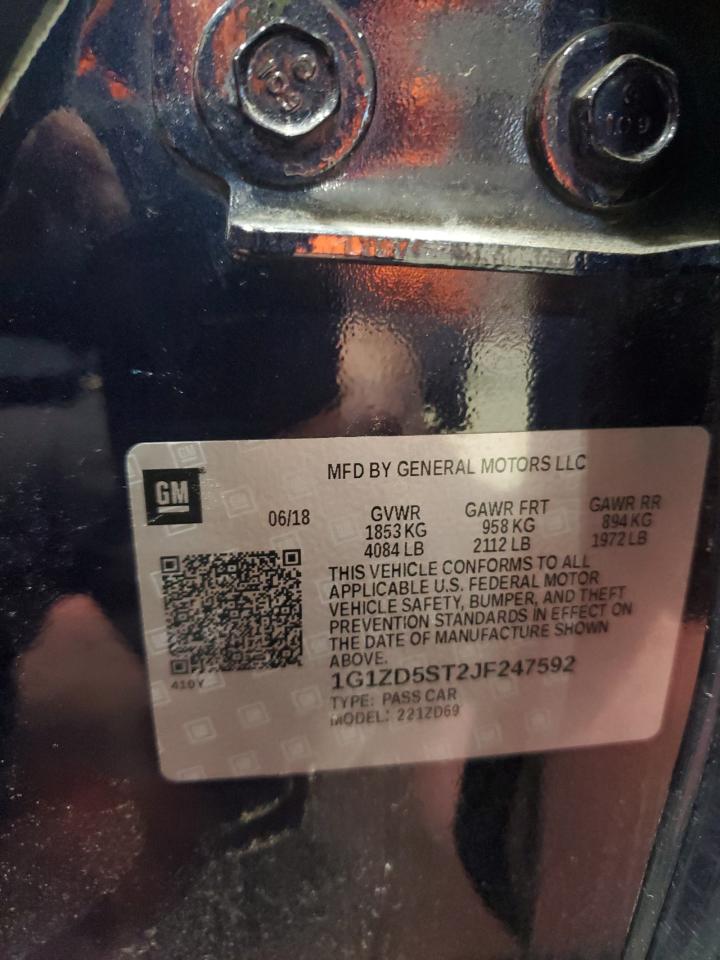 MFD BY GENERAL MOTORS LLC
GM
06/18
GVWR
1853 KG
4084 LB
GAWR FRT
958 KG
2112 LB
GAWR RR
894 KG
1972 LB
THIS VEHICLE CONFORMS TO ALL
APPLICABLE U.S. FEDERAL MOTOR
VEHICLE SAFETY, BUMPER, AND THEFT
PREVENTION STANDARDS IN EFFECT ON
THE DATE OF MANUFACTURE SHOWN
ABOVE.
1G1ZD5ST2JF247592
TYPE: PASS CAR
MODEL: 221ZD69
410Y
109